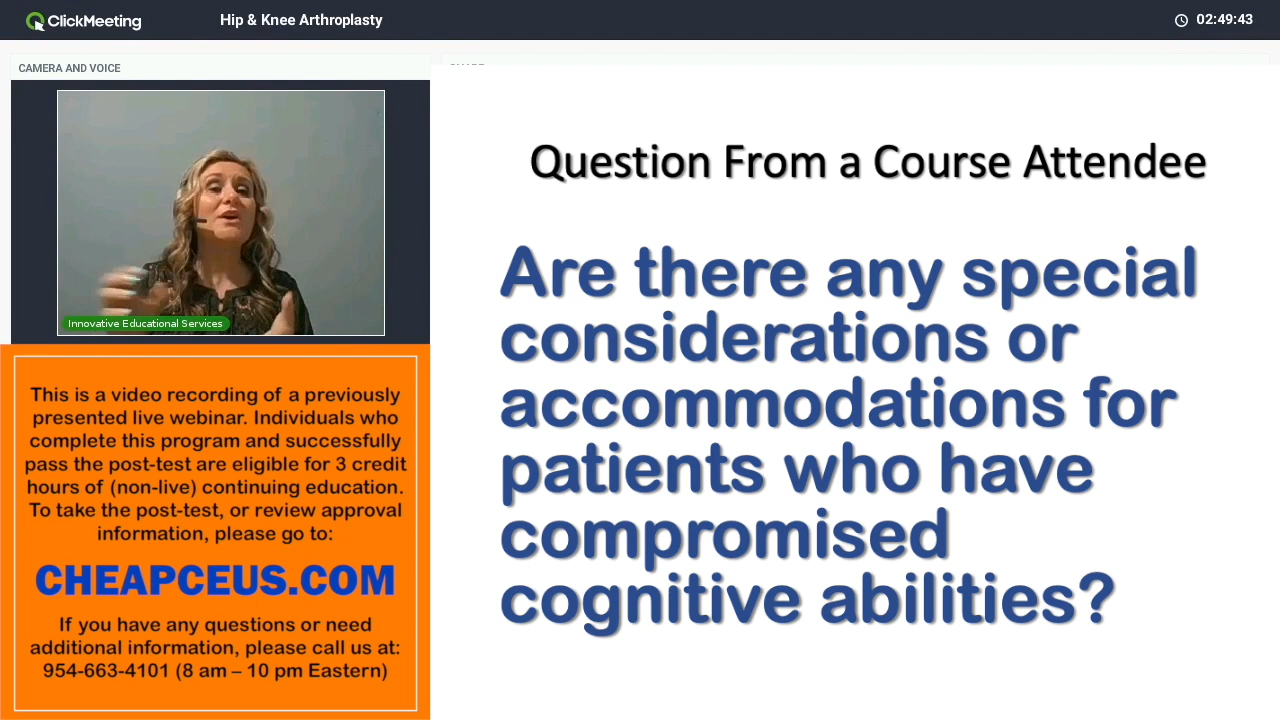 ClickMeeting
Hip & Knee Arthroplasty
02:49:43
CAMERA AND VOICE
Innovative Educational Services
This is a video recording of a previously
presented live webinar. Individuals who
complete this program and successfully
pass the post-test are eligible for 3 credit
hours of (non-live) continuing education.
To take the post-test, or review approval
information, please go to:
CHEAPCEUS.COM
If you have any questions or need
additional information, please call us at:
954-663-4101 (8 am – 10 pm Eastern)
Question From a Course Attendee
Are there any special
considerations or
accommodations for
patients who have
compromised
cognitive abilities?